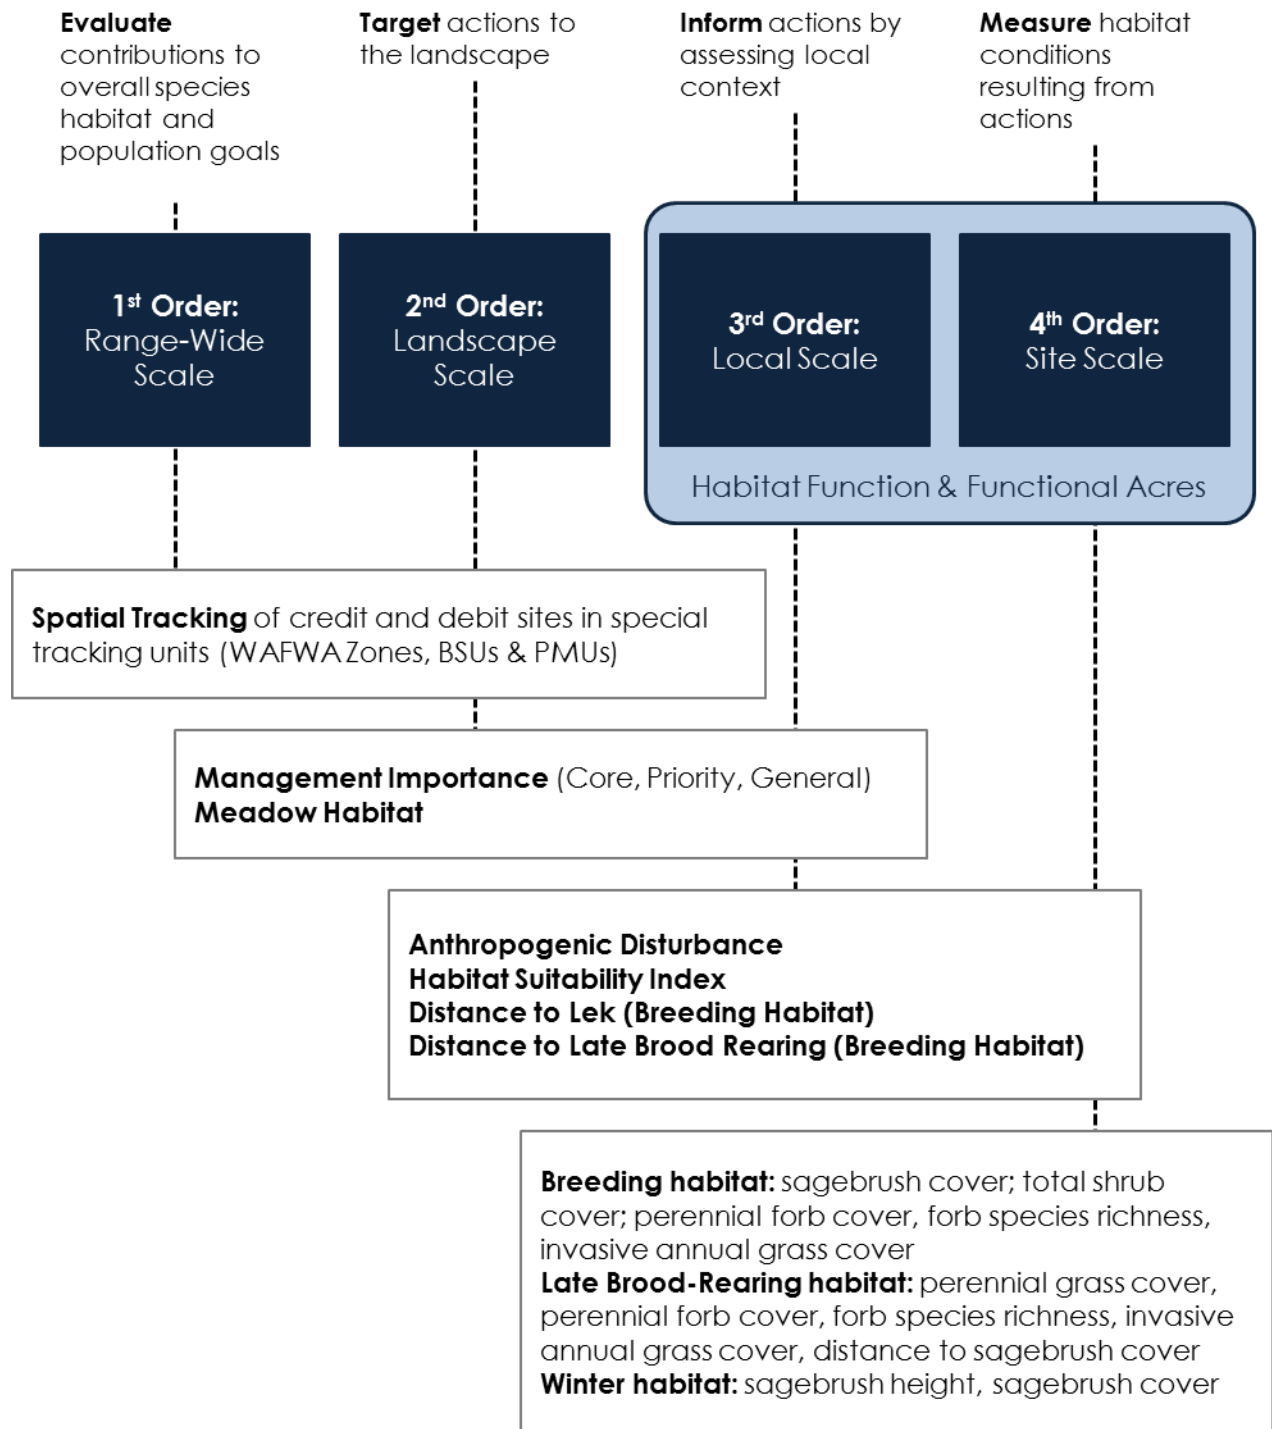 Evaluate
contributions to
overall species
habitat and
population goals
Target actions to
the landscape
Inform actions by
assessing local
context
Measure habitat
conditions
resulting from
actions
1st Order:
Range-Wide
Scale
2nd Order:
Landscape
Scale
3rd Order:
Local Scale
4th Order:
Site Scale
Habitat Function & Functional Acres
Spatial Tracking of credit and debit sites in special
tracking units (WAFWA Zones, BSUs & PMUs)
Management Importance (Core, Priority, General)
Meadow Habitat
Anthropogenic Disturbance
Habitat Suitability Index
Distance to Lek (Breeding Habitat)
Distance to Late Brood Rearing (Breeding Habitat)
Breeding habitat: sagebrush cover; total shrub
cover; perennial forb cover, forb species richness,
invasive annual grass cover
Late Brood-Rearing habitat: perennial grass cover,
perennial forb cover, forb species richness, invasive
annual grass cover, distance to sagebrush cover
Winter habitat: sagebrush height, sagebrush cover